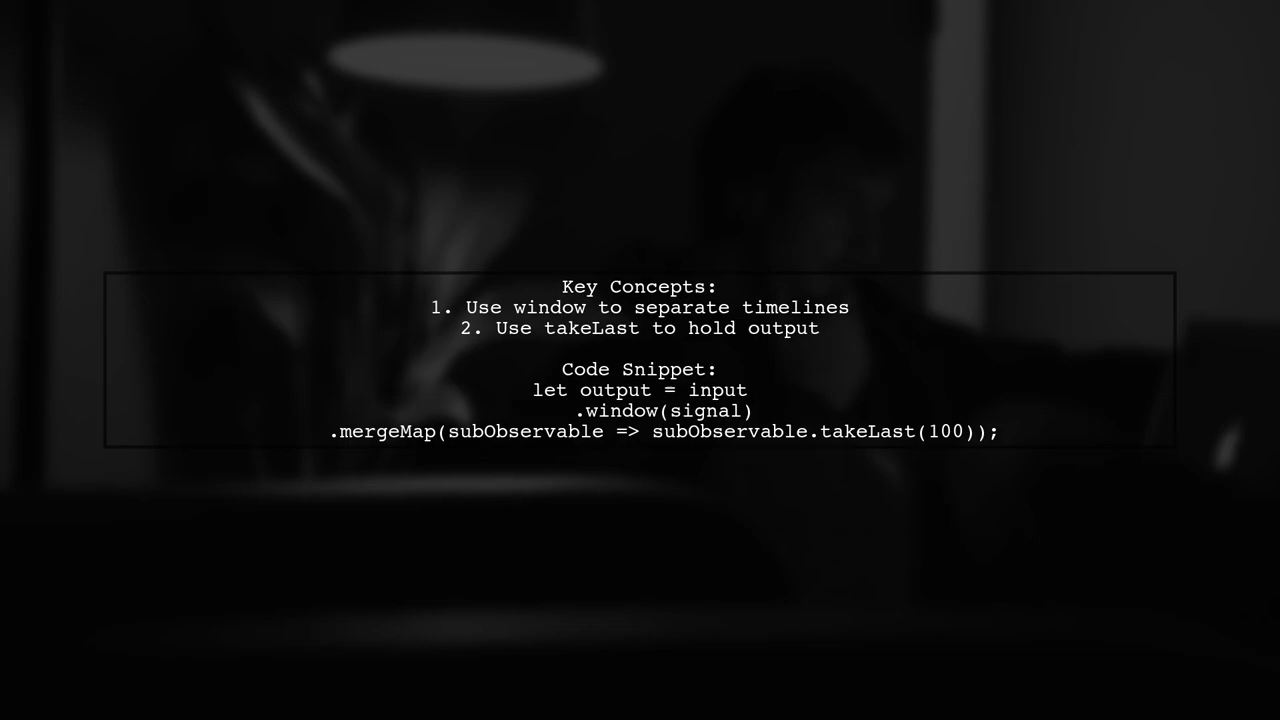 Key Concepts:
1. Use window to separate timelines
2. Use takeLast to hold output
Code Snippet:
let output = input
.window(signal)
.mergeMap(subObservable => subObservable.takeLast(100));